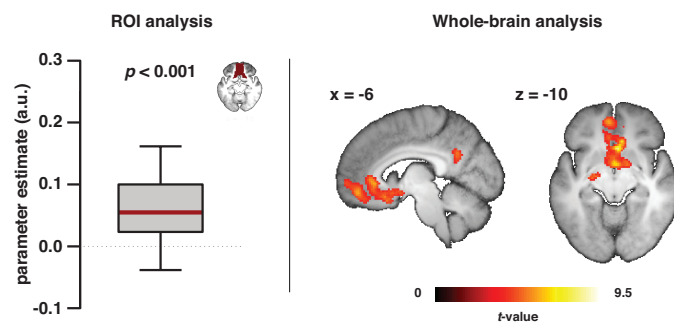 ROI analysis
Whole-brain analysis
parameter estimate (a.u.)
0.3
0.2
0.1
0.0
-0.1
p < 0.001
x = -6
z = -10
0
9.5
t-value